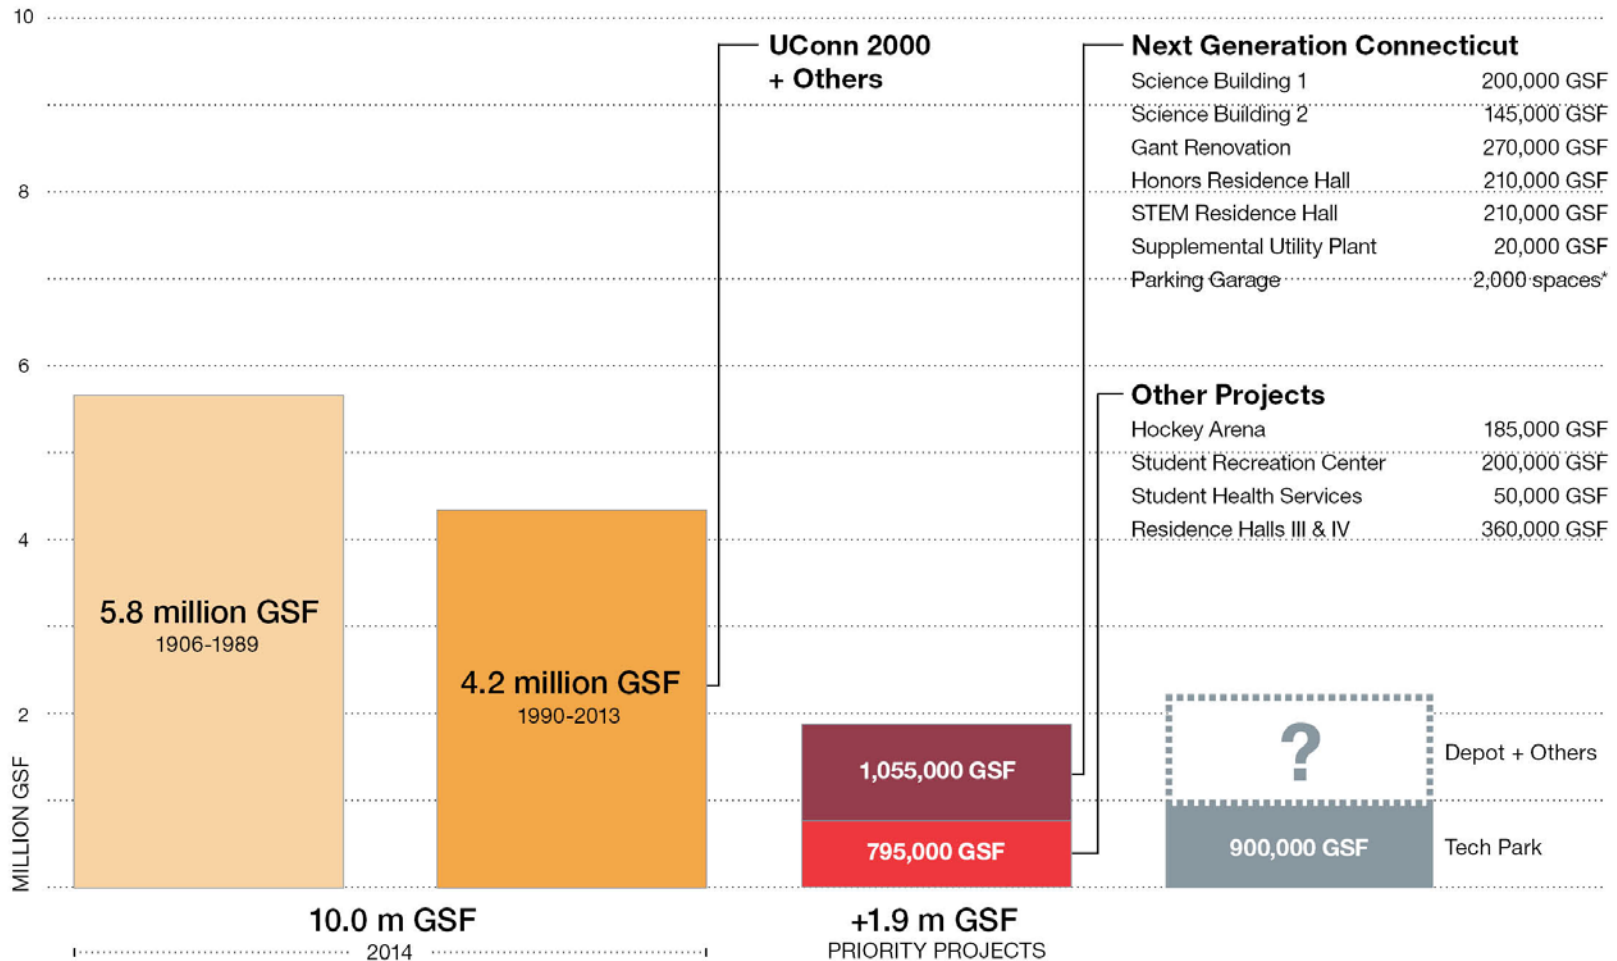 10
8
6
4
2
MILLION GSF
UConn 2000
+ Others
Next Generation Connecticut
Science Building 1 200,000 GSF
Science Building 2 145,000 GSF
Gant Renovation 270,000 GSF
Honors Residence Hall 210,000 GSF
STEM Residence Hall 210,000 GSF
Supplemental Utility Plant 20,000 GSF
Parking Garage 2,000 spaces*
Other Projects
Hockey Arena 185,000 GSF
Student Recreation Center 200,000 GSF
Student Health Services 50,000 GSF
Residence Halls III & IV 360,000 GSF
5.8 million GSF
1906-1989
4.2 million GSF
1990-2013
1,055,000 GSF
795,000 GSF
?
Depot + Others
900,000 GSF
Tech Park
10.0 m GSF
2014
+1.9 m GSF
PRIORITY PROJECTS